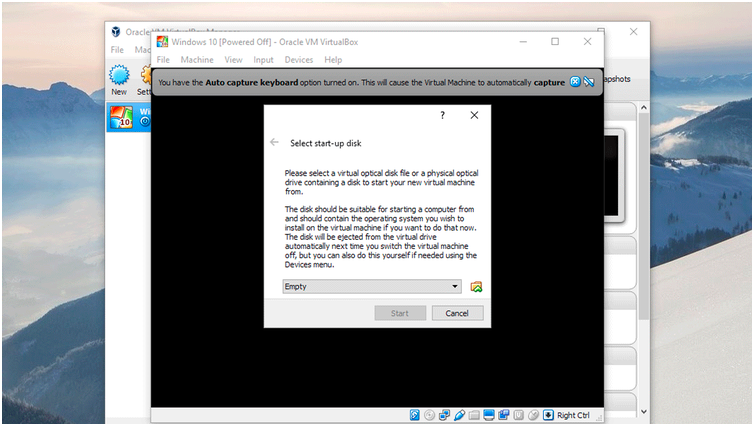 Oracle VM VirtualBox Manager
File
Windows 10 [Powered Off] - Oracle VM VirtualBox
File Machine View Input Devices Help
New
You have the Auto capture keyboard option turned on. This will cause the Virtual Machine to automatically capture
10
?
Select start-up disk
Please select a virtual optical disk file or a physical optical
drive containing a disk to start your new virtual machine
from.
The disk should be suitable for starting a computer from
and should contain the operating system you wish to
install on the virtual machine if you want to do that now.
The disk will be ejected from the virtual drive
automatically next time you switch the virtual machine
off, but you can also do this yourself if needed using the
Devices menu.
Empty
Start Cancel
Right Ctrl